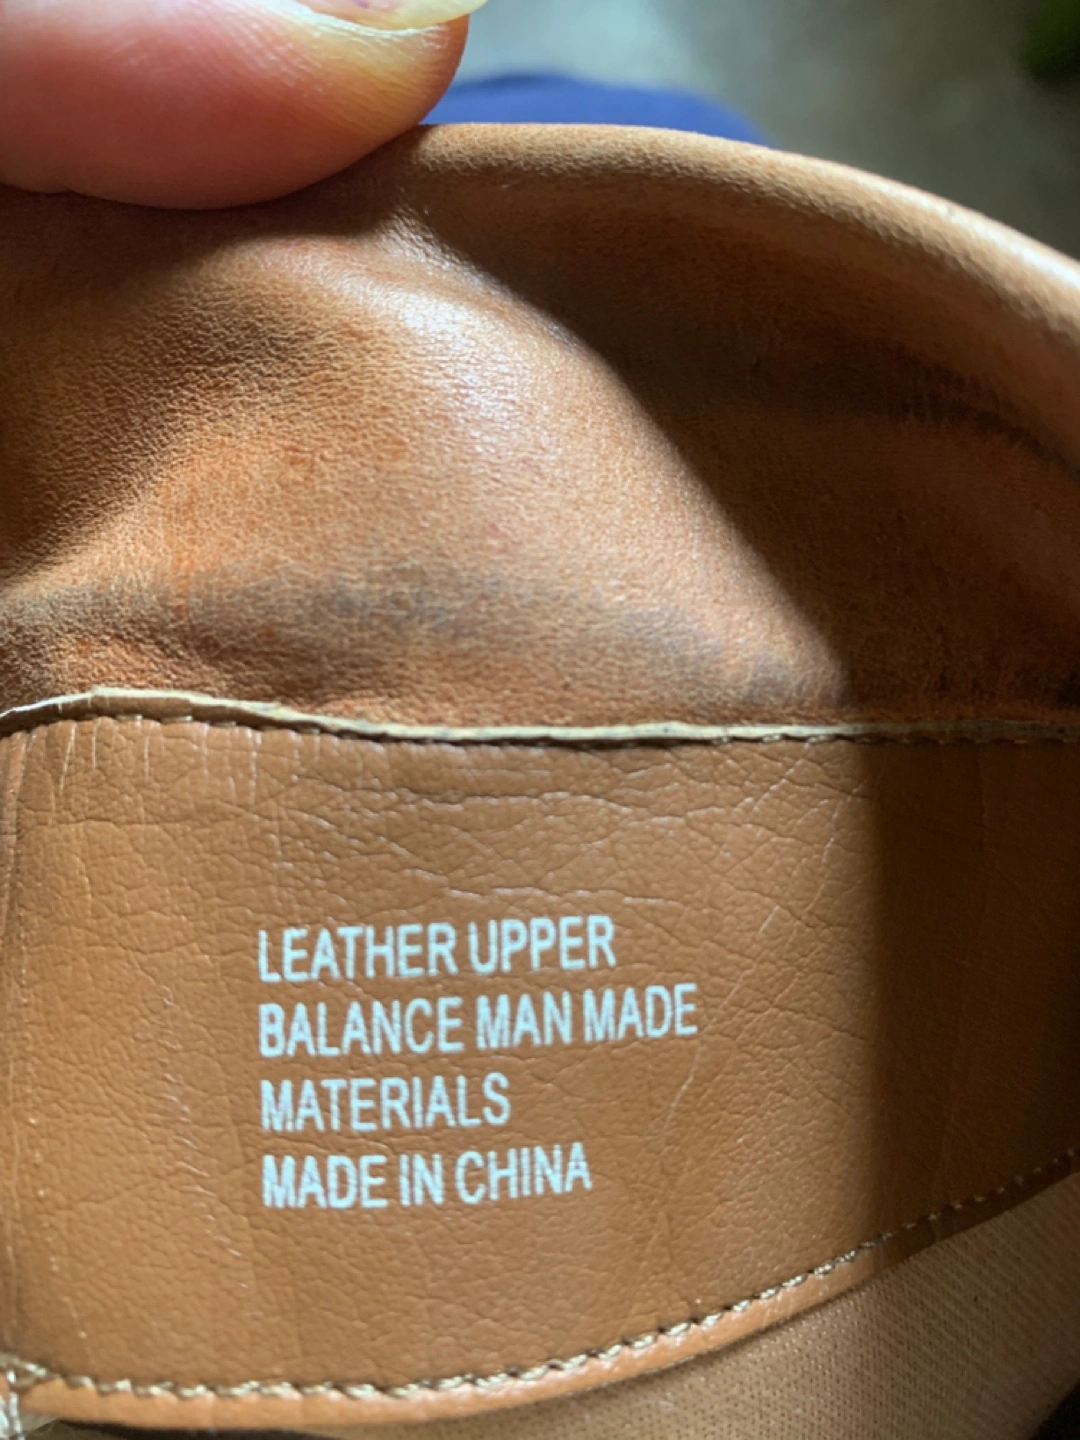 LEATHER UPPER
BALANCE MAN MADE
MATERIALS
MADE IN CHINA